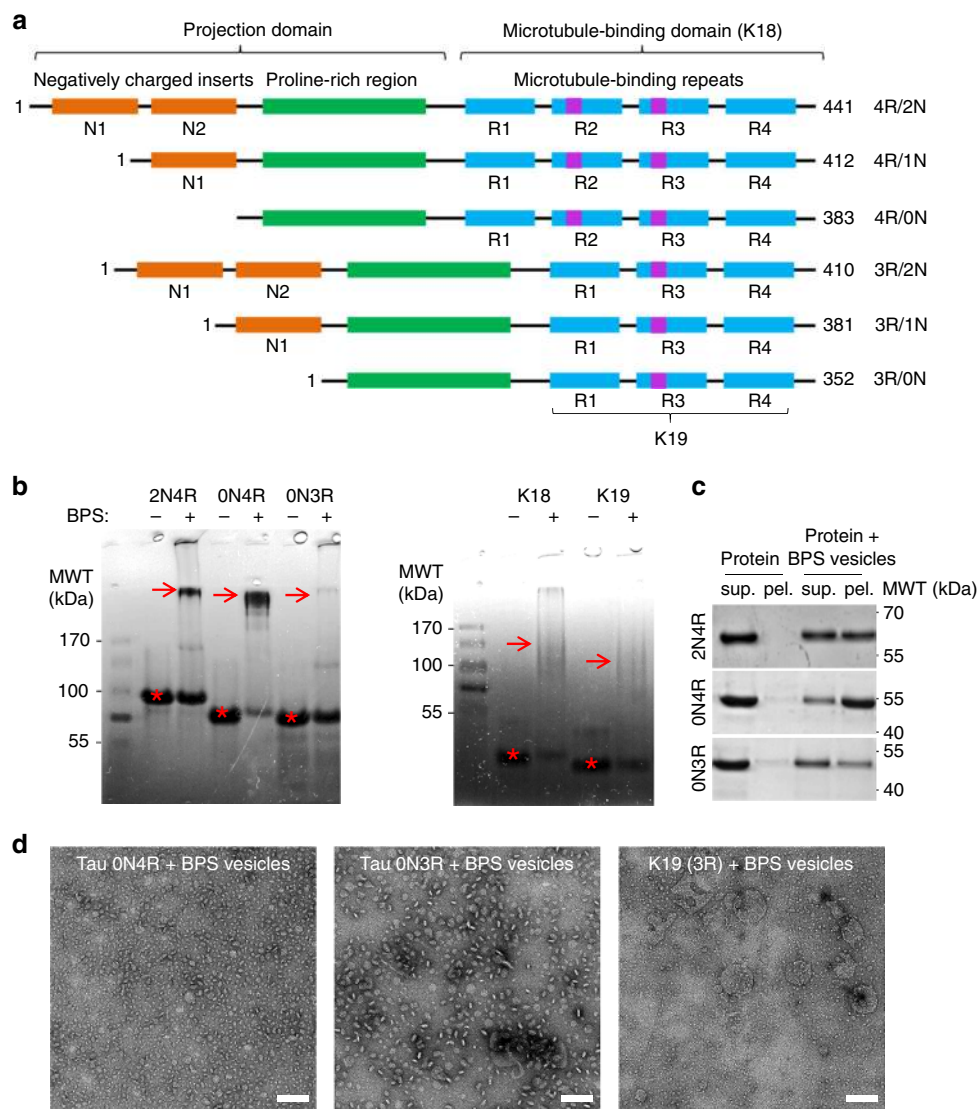 a
Projection domain
Microtubule-binding domain (K18)
Negatively charged inserts
Proline-rich region
Microtubule-binding repeats
1
441
4R/2N
N1
N2
R1
R2
R3
R4
1
412
4R/1N
N1
R1
R2
R3
R4
383
4R/0N
R1
R2
R3
R4
1
410
3R/2N
N1
N2
R1
R3
R4
1
381
3R/1N
N1
R1
R3
R4
1
352
3R/0N
R1
R3
R4
K19
b
2N4R
0N4R
0N3R
BPS:
– + – + – +
MWT
(kDa)
170
100
55
* * *
K18
K19
– + – +
MWT
(kDa)
170
100
55
* *
c
Protein
Protein +
BPS vesicles
sup. pel.
sup. pel.
MWT (kDa)
2N4R
70
55
0N4R
55
40
0N3R
55
40
d
Tau 0N4R + BPS vesicles
Tau 0N3R + BPS vesicles
K19 (3R) + BPS vesicles